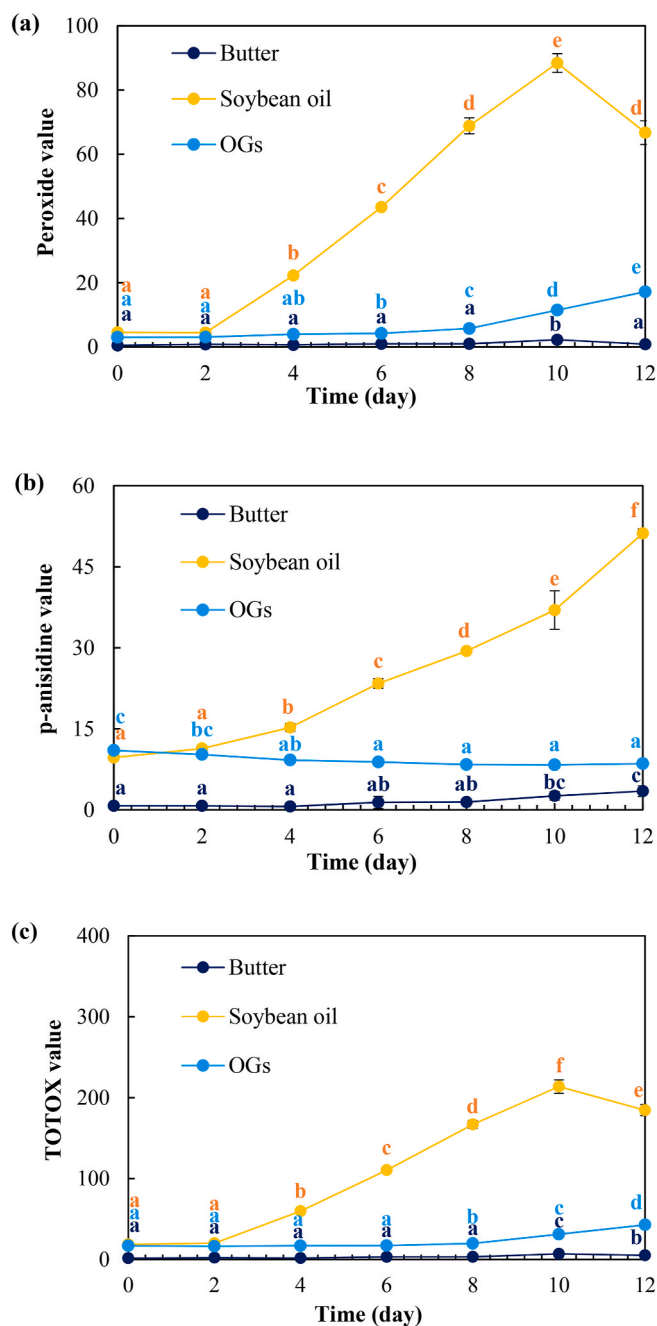 (a)
100
80
60
40
20
0
Peroxide value
Butter
Soybean oil
OGs
a a b c d e d
a a ab b c d e
a a a a a b a
0 2 4 6 8 10 12
Time (day)
(b)
60
45
30
15
0
p-anisidine value
Butter
Soybean oil
OGs
a a b c d e f
c bc ab a a a a
a a a ab ab bc c
0 2 4 6 8 10 12
Time (day)
(c)
400
300
200
100
0
TOTOX value
Butter
Soybean oil
OGs
a a b c d f e
a a a a b c d
a a a a a c b
0 2 4 6 8 10 12
Time (day)